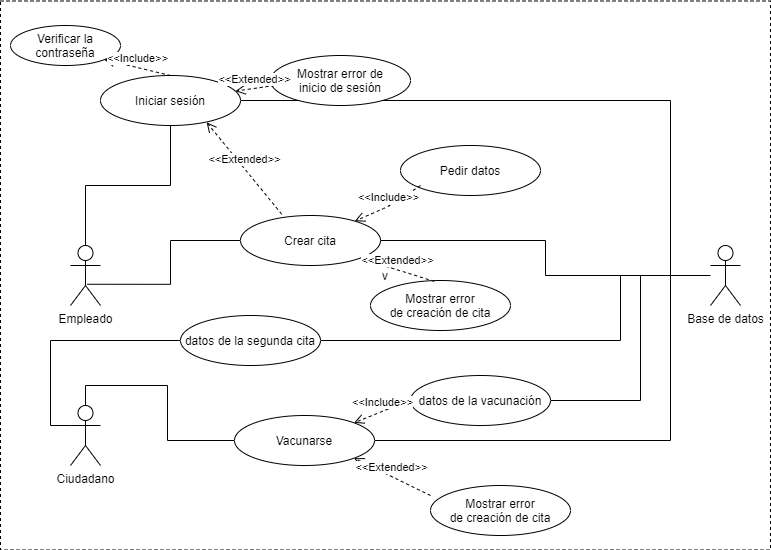 Verificar la
contraseña
<<Include>>
Iniciar sesión
<<Extended>>
Mostrar error de
inicio de sesión
<<Extended>>
Pedir datos
<<Include>>
Crear cita
<<Extended>>
v
Mostrar error
de creación de cita
Empleado
Base de datos
datos de la segunda cita
<<Include>>
datos de la vacunación
Vacunarse
<<Extended>>
Ciudadano
Mostrar error
de creación de cita